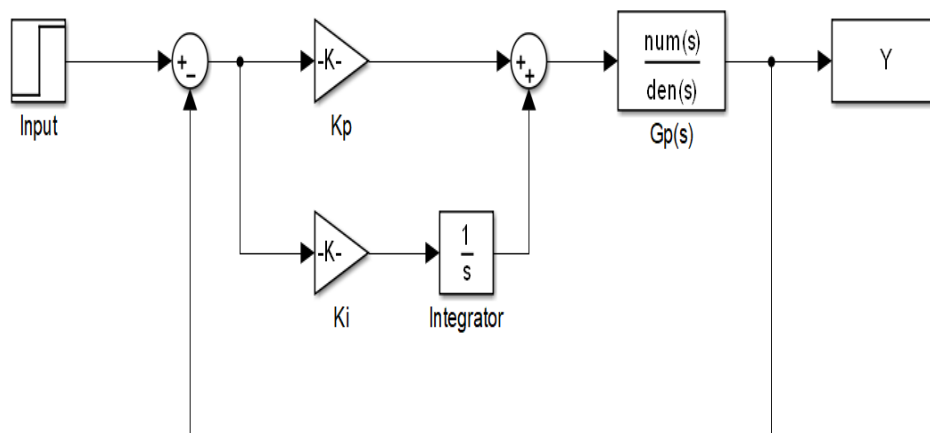 +
−
-K-
Kp
+
+
num(s)
den(s)
Gp(s)
Y
Input
-K-
Ki
1
s
Integrator